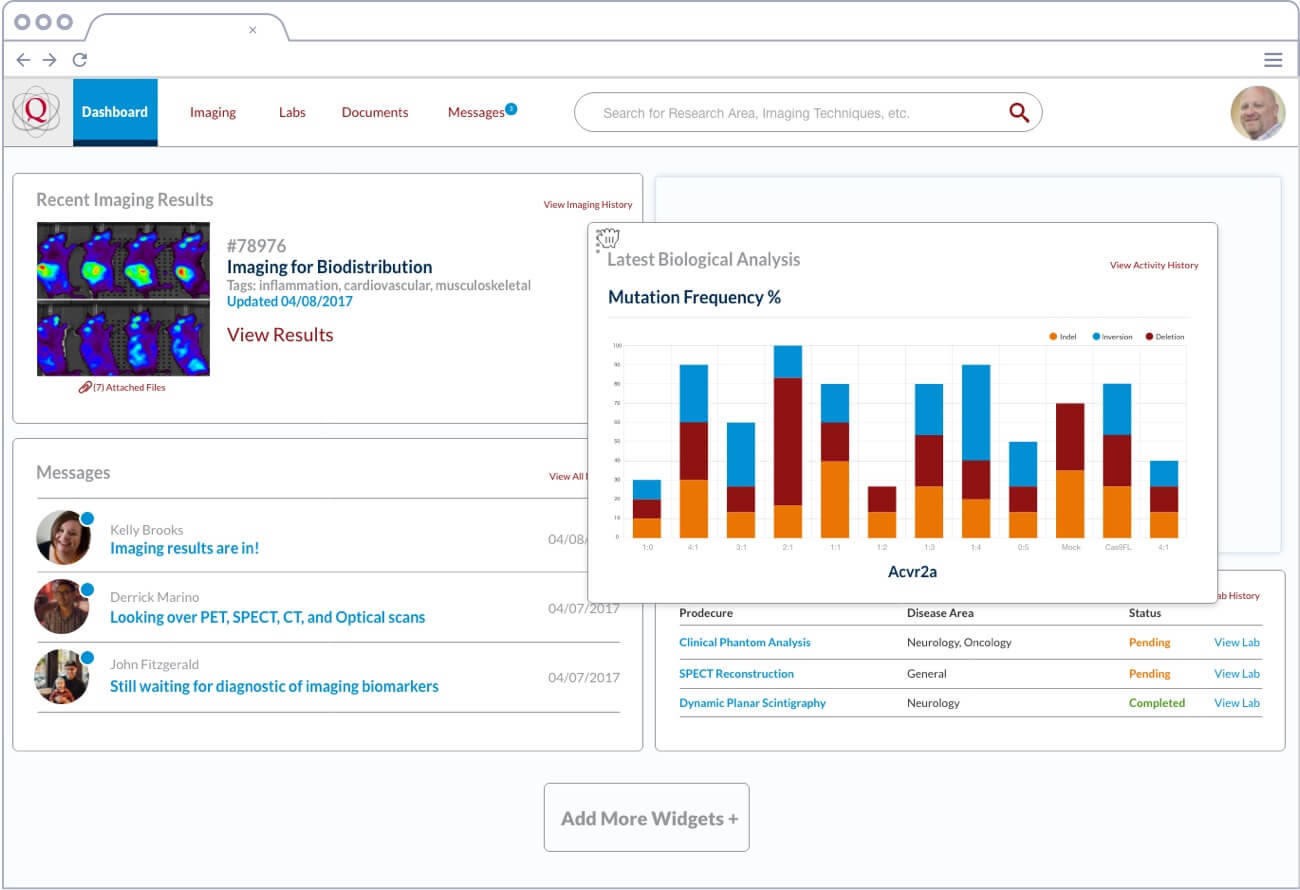 ×
Q
Dashboard
Imaging
Labs
Documents
Messages
Search for Research Area, Imaging Techniques, etc.
Recent Imaging Results
View Imaging History
#78976
Imaging for Biodistribution
Tags: inflammation, cardiovascular, musculoskeletal
Updated 04/08/2017
View Results
(7) Attached Files
Latest Biological Analysis
View Activity History
Mutation Frequency %
Indel
Inversion
Deletion
100
90
80
70
60
50
40
30
20
10
0
1:0
4:1
3:1
2:1
1:1
1:2
1:3
1:4
0:5
Mock
Cas9FL
4:1
Acvr2a
Messages
View All
Kelly Brooks
Imaging results are in!
04/08/
Derrick Marino
Looking over PET, SPECT, CT, and Optical scans
04/07/2017
John Fitzgerald
Still waiting for diagnostic of imaging biomarkers
04/07/2017
ab History
Prodecure Disease Area Status
Clinical Phantom Analysis Neurology, Oncology Pending View Lab
SPECT Reconstruction General Pending View Lab
Dynamic Planar Scintigraphy Neurology Completed View Lab
Add More Widgets +